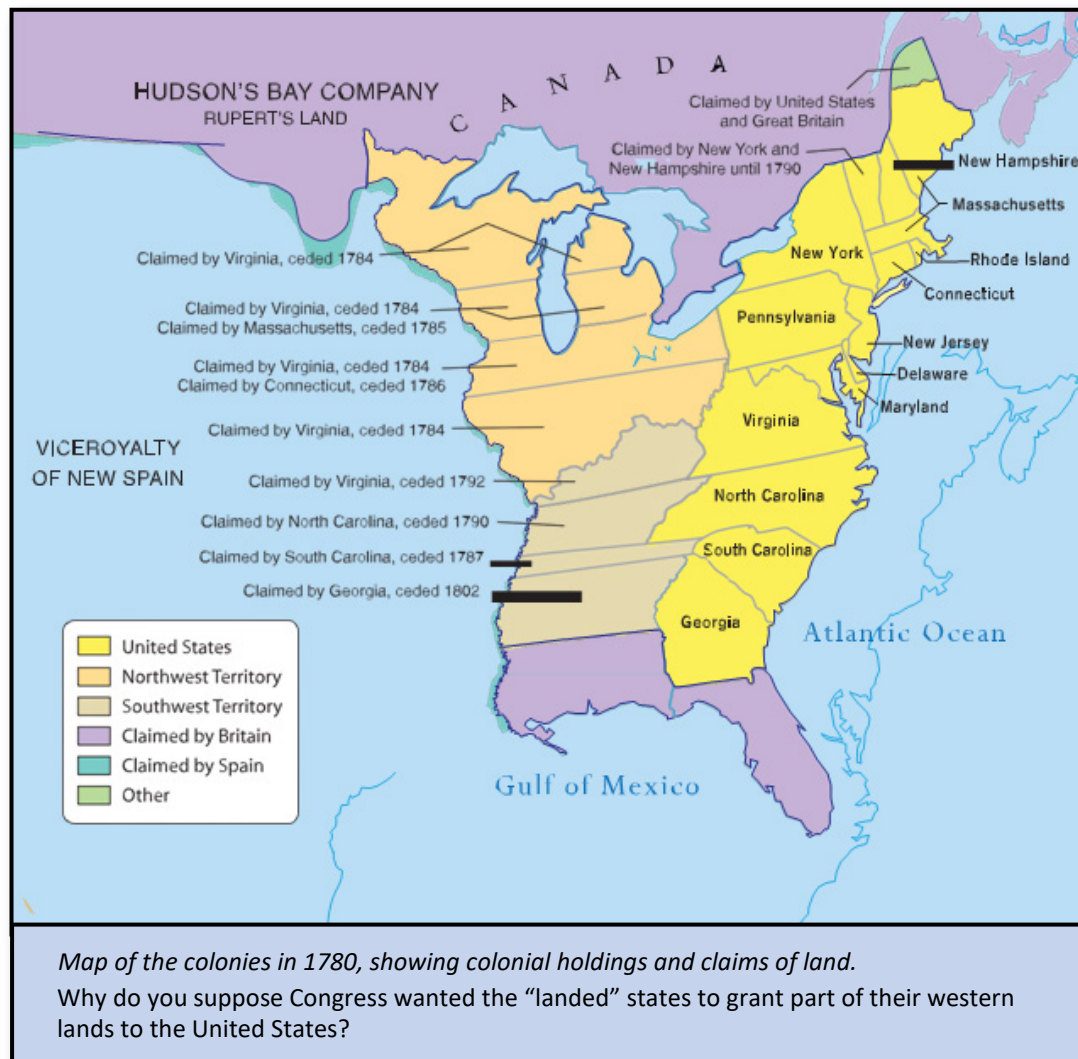 HUDSON'S BAY COMPANY
RUPERT'S LAND
CANADA
Claimed by United States
and Great Britain
Claimed by New York and
New Hampshire until 1790
New Hampshire
Massachusetts
Claimed by Virginia, ceded 1784
New York
Rhode Island
Connecticut
Claimed by Virginia, ceded 1784
Claimed by Massachusetts, ceded 1785
Pennsylvania
New Jersey
Claimed by Virginia, ceded 1784
Claimed by Connecticut, ceded 1786
Delaware
Maryland
Claimed by Virginia, ceded 1784
Virginia
VICEROYALTY
OF NEW SPAIN
Claimed by Virginia, ceded 1792
North Carolina
Claimed by North Carolina, ceded 1790
South Carolina
Claimed by South Carolina, ceded 1787
Claimed by Georgia, ceded 1802
Georgia
Atlantic Ocean
United States
Northwest Territory
Southwest Territory
Claimed by Britain
Claimed by Spain
Other
Gulf of Mexico
Map of the colonies in 1780, showing colonial holdings and claims of land.
Why do you suppose Congress wanted the “landed” states to grant part of their western
lands to the United States?